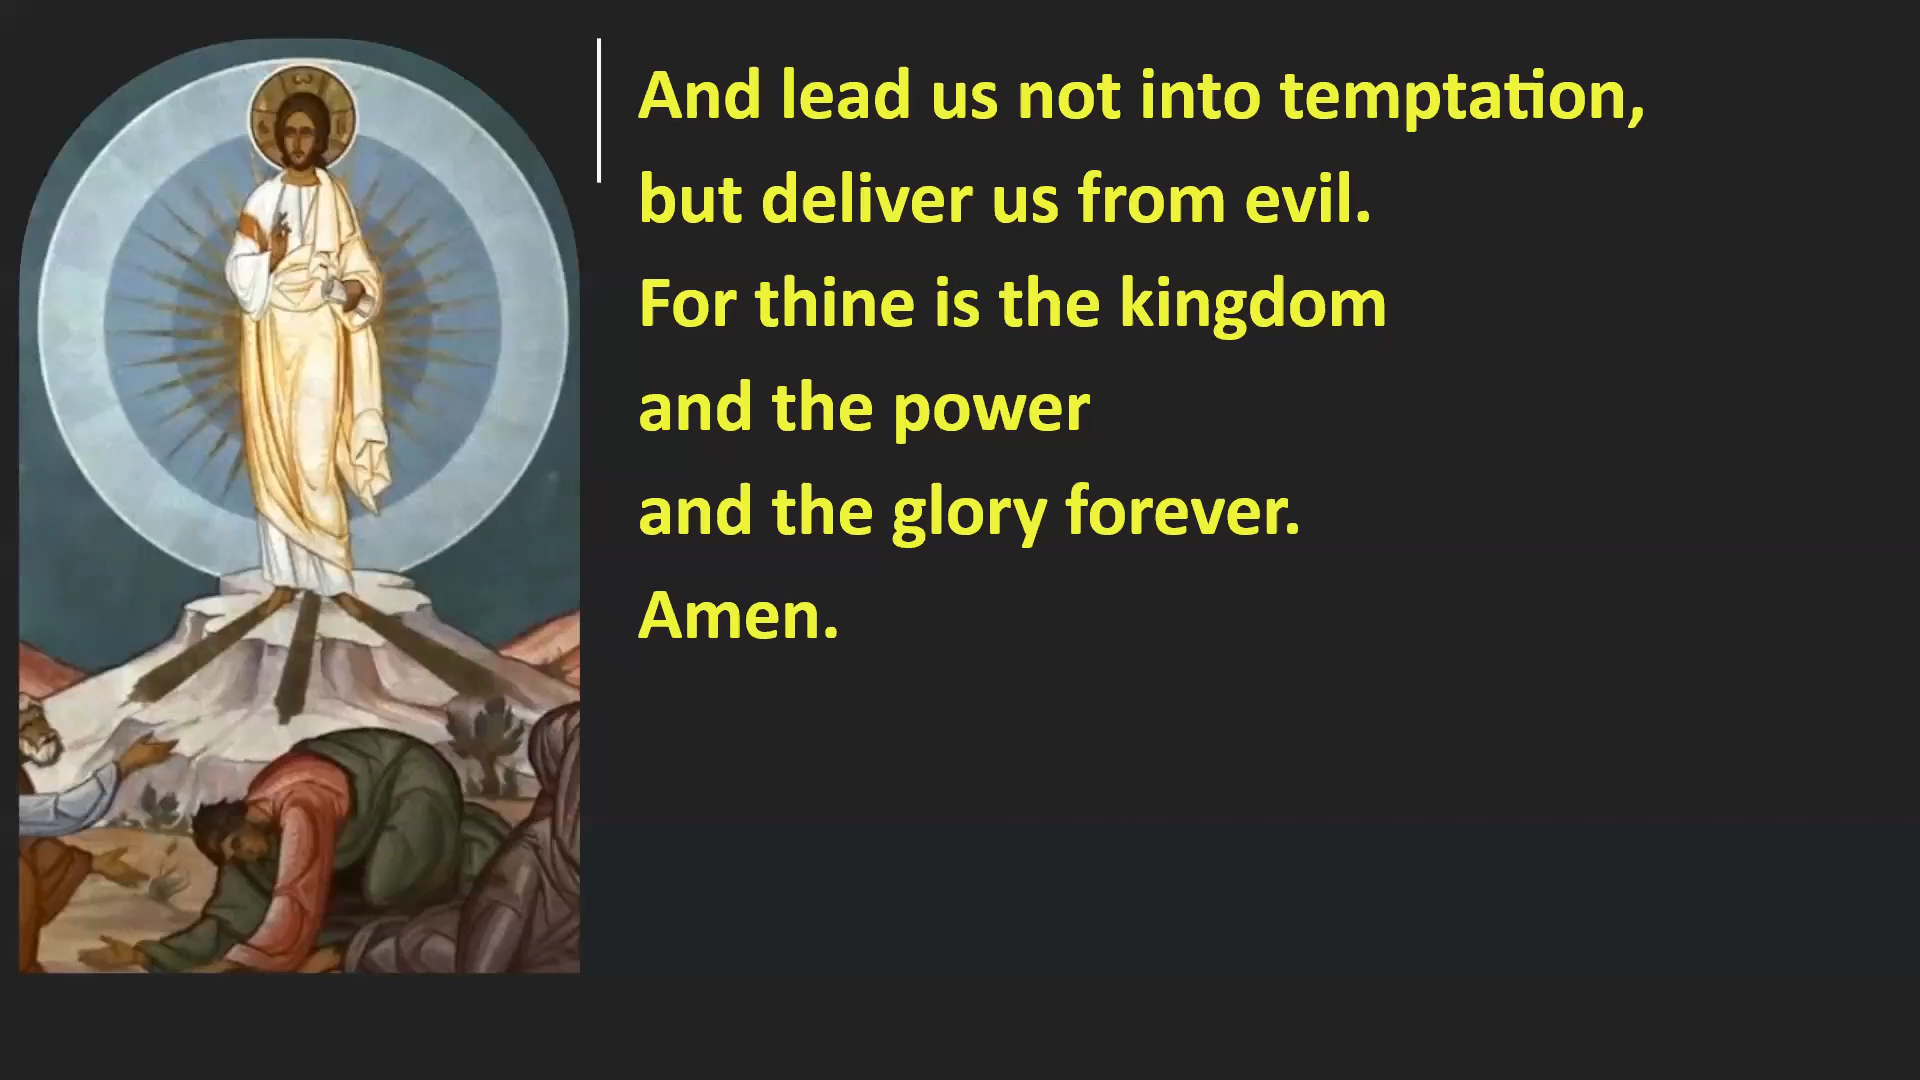 And lead us not into temptation,
but deliver us from evil.
For thine is the kingdom
and the power
and the glory forever.
Amen.